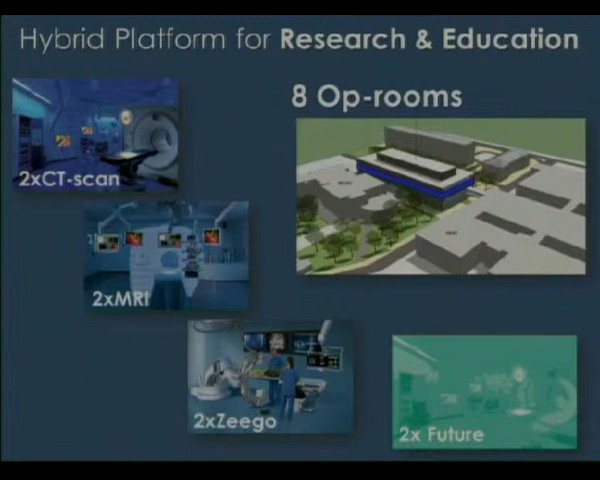 Hybrid Platform for Research & Education
8 Op-rooms
2xCT-scan
2xMRI
2xZeego
2x Future